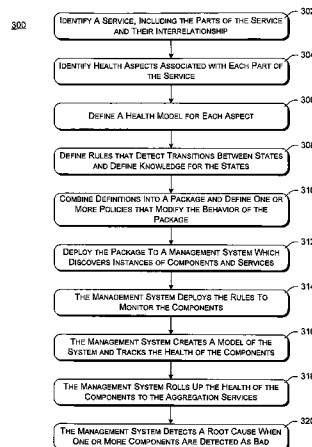 300
302
IDENTIFY A SERVICE, INCLUDING THE PARTS OF THE SERVICE
AND THEIR INTERRELATIONSHIP
304
IDENTIFY HEALTH ASPECTS ASSOCIATED WITH EACH PART OF
THE SERVICE
306
DEFINE A HEALTH MODEL FOR EACH ASPECT
308
DEFINE RULES THAT DETECT TRANSITIONS BETWEEN STATES
AND DEFINE KNOWLEDGE FOR THE STATES
310
COMBINE DEFINITIONS INTO A PACKAGE AND DEFINE ONE OR
MORE POLICIES THAT MODIFY THE BEHAVIOR OF THE
PACKAGE
312
DEPLOY THE PACKAGE TO A MANAGEMENT SYSTEM WHICH
DISCOVERS INSTANCES OF COMPONENTS AND SERVICES
314
THE MANAGEMENT SYSTEM DEPLOYS THE RULES TO
MONITOR THE COMPONENTS
316
THE MANAGEMENT SYSTEM CREATES A MODEL OF THE
SYSTEM AND TRACKS THE HEALTH OF THE COMPONENTS
318
THE MANAGEMENT SYSTEM ROLLS UP THE HEALTH OF THE
COMPONENTS TO THE AGGREGATION SERVICES
320
THE MANAGEMENT SYSTEM DETECTS A ROOT CAUSE WHEN
ONE OR MORE COMPONENTS ARE DETECTED AS BAD